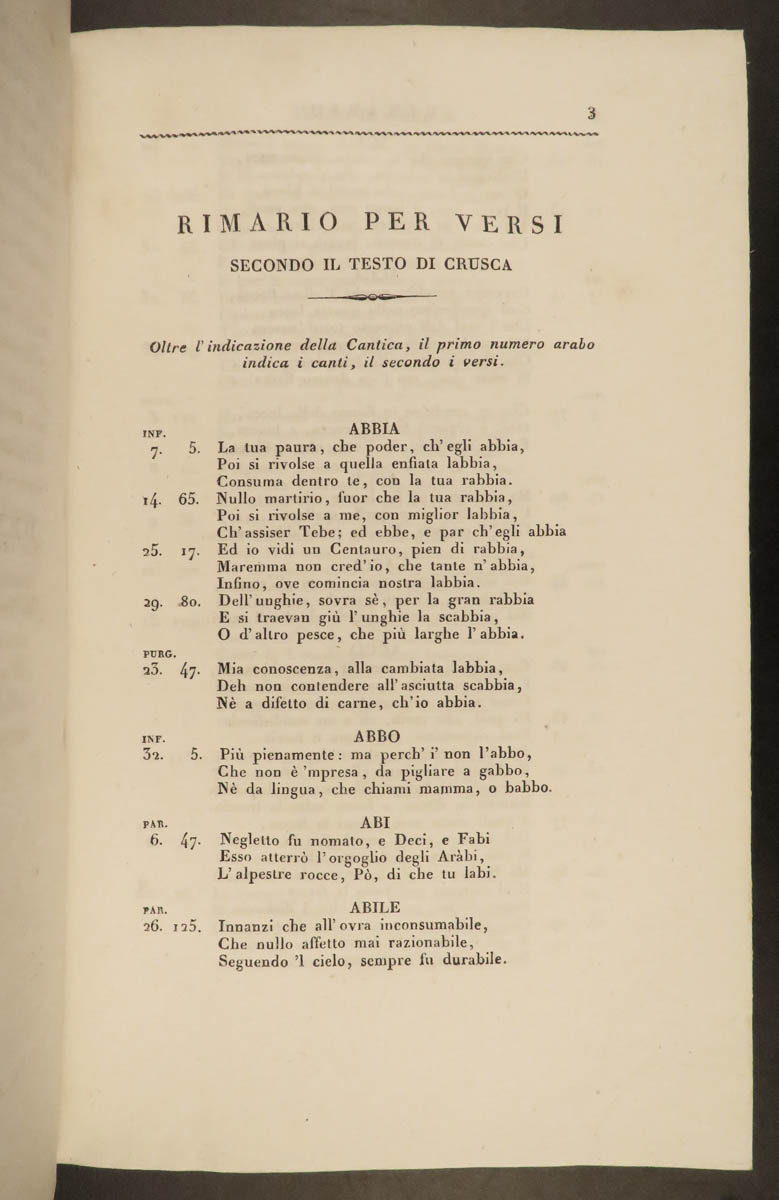 3
RIMARIO PER VERSI
SECONDO IL TESTO DI CRUSCA
Oltre l'indicazione della Cantica, il primo numero arabo
indica i canti, il secondo i versi.
INF. ABBIA
7. 5. La tua paura, che poder, ch'egli abbia,
Poi si rivolse a quella enfiata labbia,
Consuma dentro te, con la tua rabbia.
14. 65. Nullo martirio, fuor che la tua rabbia,
Poi si rivolse a me, con miglior labbia,
Ch'assiser Tebe; ed ebbe, e par ch'egli abbia
25. 17. Ed io vidi un Centauro, pien di rabbia,
Maremma non cred'io, che tante n'abbia,
Infino, ove comincia nostra labbia.
29. 80. Dell'unghie, sovra sè, per la gran rabbia
E si traevan giù l'unghie la scabbia,
O d'altro pesce, che più larghe l'abbia.
PURG.
23. 47. Mia conoscenza, alla cambiata labbia,
Deh non contendere all'asciutta scabbia,
Nè a difetto di carne, ch'io abbia.
INF. ABBO
32. 5. Più pienamente: ma perch' i' non l'abbo,
Che non è 'mpresa, da pigliare a gabbo,
Nè da lingua, che chiami mamma, o babbo.
PAR. ABI
6. 47. Negletto fu nomato, e Deci, e Fabi
Esso atterrò l'orgoglio degli Aràbi,
L'alpestre rocce, Pò, di che tu labi.
PAR. ABILE
26. 125. Innanzi che all'ovra inconsumabile,
Che nullo affetto mai razionabile,
Seguendo 'l cielo, sempre fu durabile.